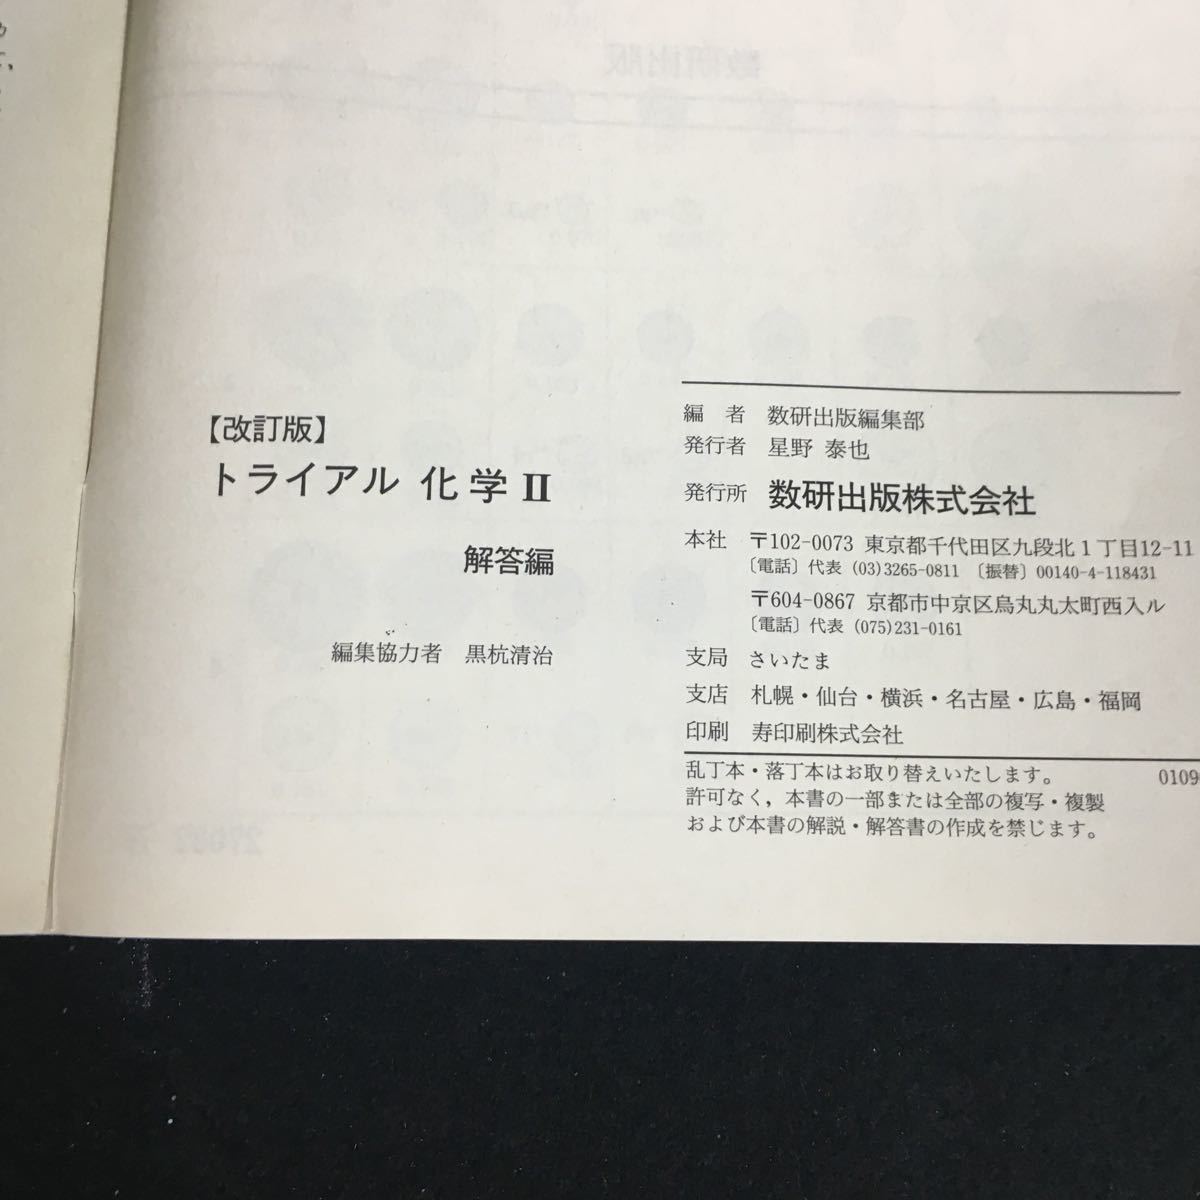 【改訂版】
トライアル 化学Ⅱ
解答編
編集協力者 黒杭清治
編 者 数研出版編集部
発行者 星野 泰也
発行所 数研出版株式会社
本社 〒102-0073 東京都千代田区九段北1丁目12-11
〔電話〕代表 (03)3265-0811 〔振替〕00140-4-118431
〒604-0867 京都市中京区烏丸丸太町西入ル
〔電話〕代表 (075)231-0161
支局 さいたま
支店 札幌・仙台・横浜・名古屋・広島・福岡
印刷 寿印刷株式会社
乱丁本・落丁本はお取り替えいたします。 0109
許可なく,本書の一部または全部の複写・複製
および本書の解説・解答書の作成を禁じます。